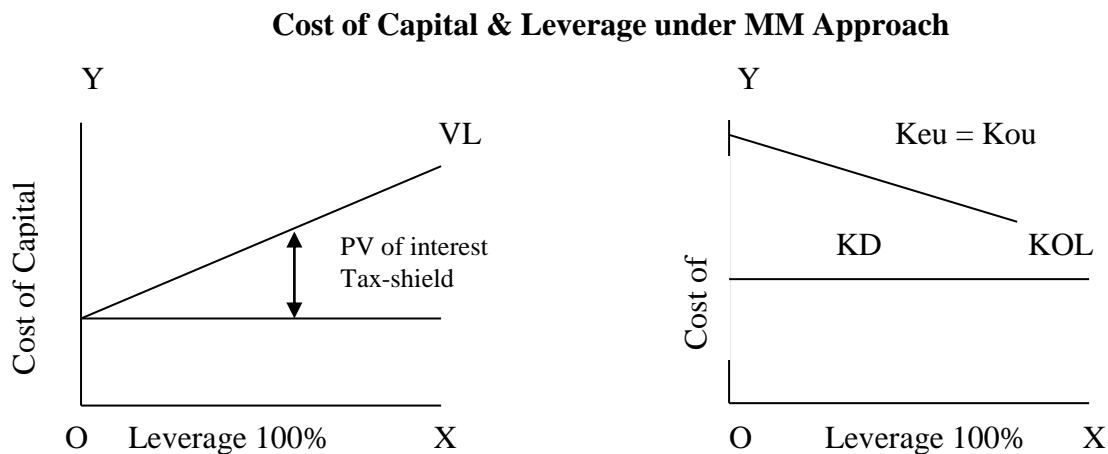 Cost of Capital & Leverage under MM Approach
Y
VL
Cost of Capital
PV of interest
Tax-shield
O Leverage 100% X
Y
Keu = Kou
KD KOL
Cost of
O Leverage 100% X